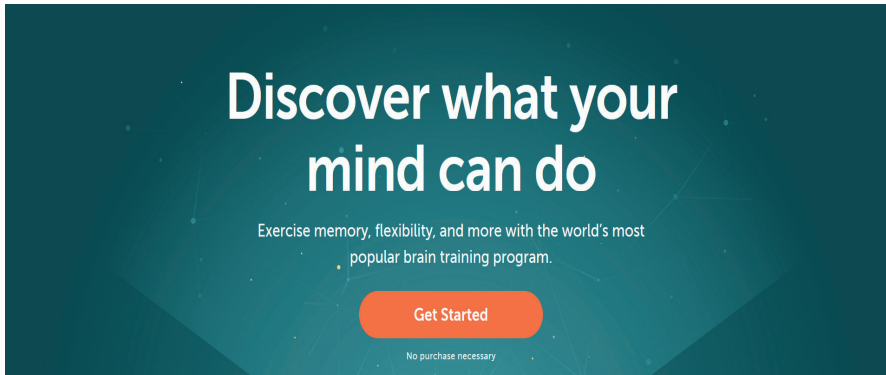 Discover what your
mind can do
Exercise memory, flexibility, and more with the world’s most
popular brain training program.
Get Started
No purchase necessary